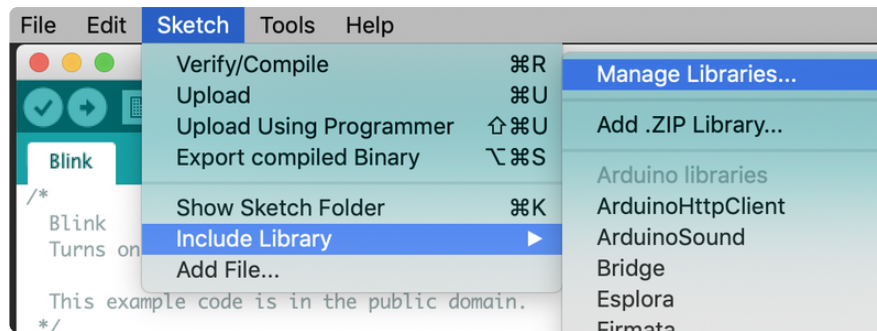 File Edit Sketch Tools Help
Verify/Compile ⌘R
Upload ⌘U
Upload Using Programmer ⇧⌘U
Export compiled Binary ⌥⌘S
Show Sketch Folder ⌘K
Include Library ▶
Add File...
Manage Libraries...
Add .ZIP Library...
Arduino libraries
ArduinoHttpClient
ArduinoSound
Bridge
Esplora
Firmata
Blink
/*
Blink
Turns on
This example code is in the public domain.
*/